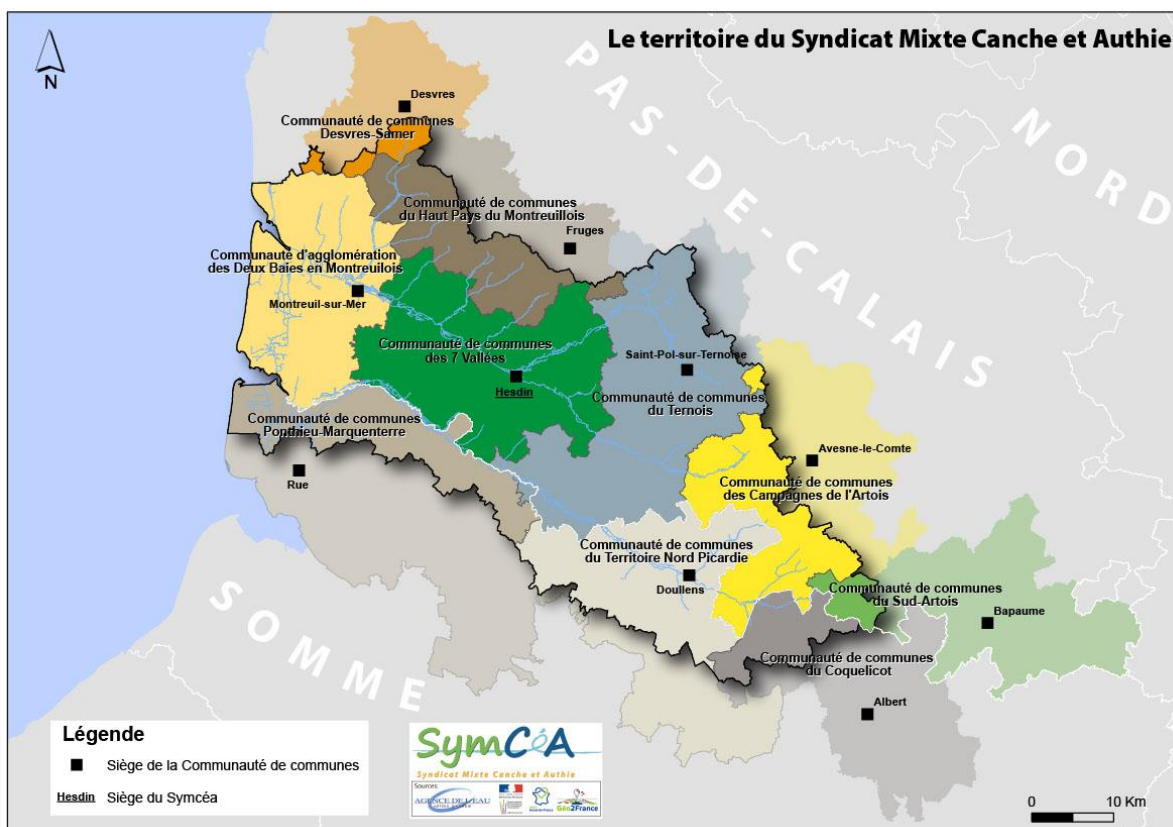 Le territoire du Syndicat Mixte Canche et Authie
N
PAS-DE-CALAIS
NORD
SOMME
Desvres
Communauté de communes
Desvres-Samer
Communauté de communes
du Haut Pays du Montreuillois
Fruges
Communauté d'agglomération
des Deux Baies en Montreuilois
Montreuil-sur-Mer
Communauté de communes
des 7 Vallées
Hesdin
Saint-Pol-sur-Ternoise
Communauté de communes
du Ternois
Communauté de communes
Ponthieu-Marquenterre
Rue
Avesne-le-Comte
Communauté de communes
des Campagnes de l'Artois
Communauté de communes
du Territoire Nord Picardie
Doullens
Communauté de communes
du Sud-Artois
Bapaume
Communauté de communes
du Coquelicot
Albert
Légende
Siège de la Communauté de communes
Hesdin Siège du Symcéa
SymCéA
Syndicat Mixte Canche et Authie
Sources:
AGENCE DE L'EAU
Géo2France
0 10 Km